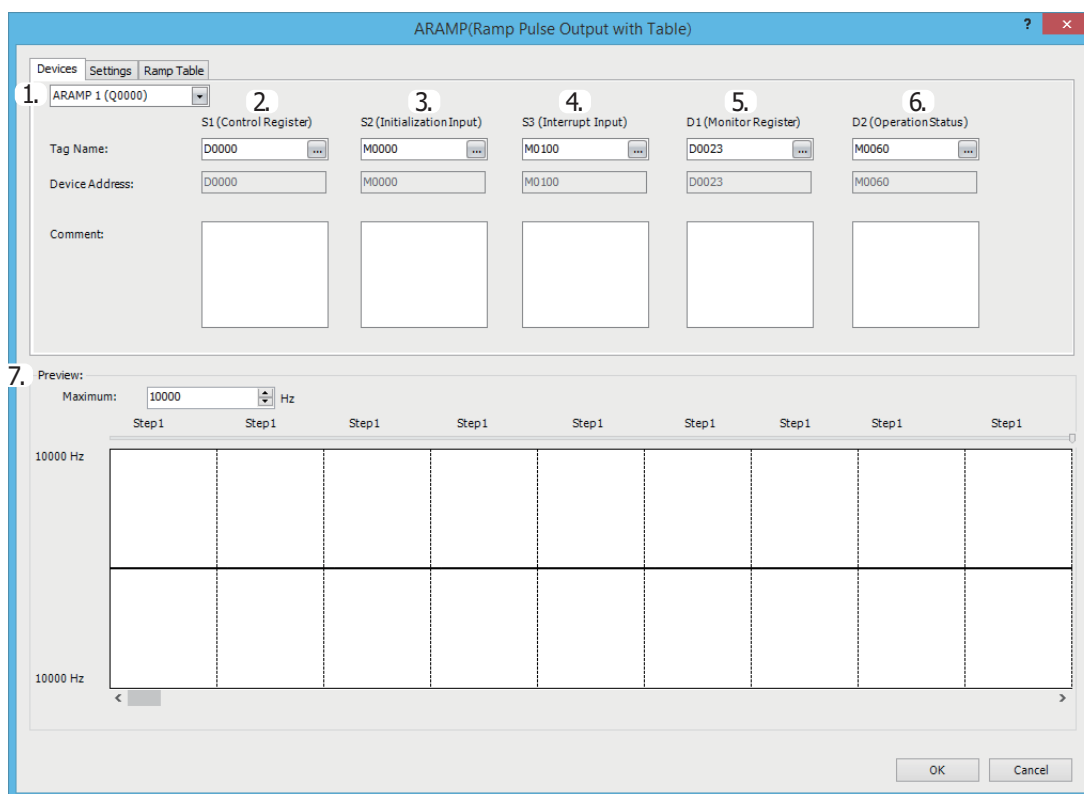 ARAMP(Ramp Pulse Output with Table) ? ×
Devices Settings Ramp Table
1. ARAMP 1 (Q0000)
2. 3. 4. 5. 6.
S1 (Control Register) S2 (Initialization Input) S3 (Interrupt Input) D1 (Monitor Register) D2 (Operation Status)
Tag Name: D0000 ... M0000 ... M0100 ... D0023 ... M0060 ...
Device Address: D0000 M0000 M0100 D0023 M0060
Comment:
7. Preview:
Maximum: 10000 Hz
Step1 Step1 Step1 Step1 Step1 Step1 Step1 Step1 Step1
10000 Hz
10000 Hz
< >
OK Cancel